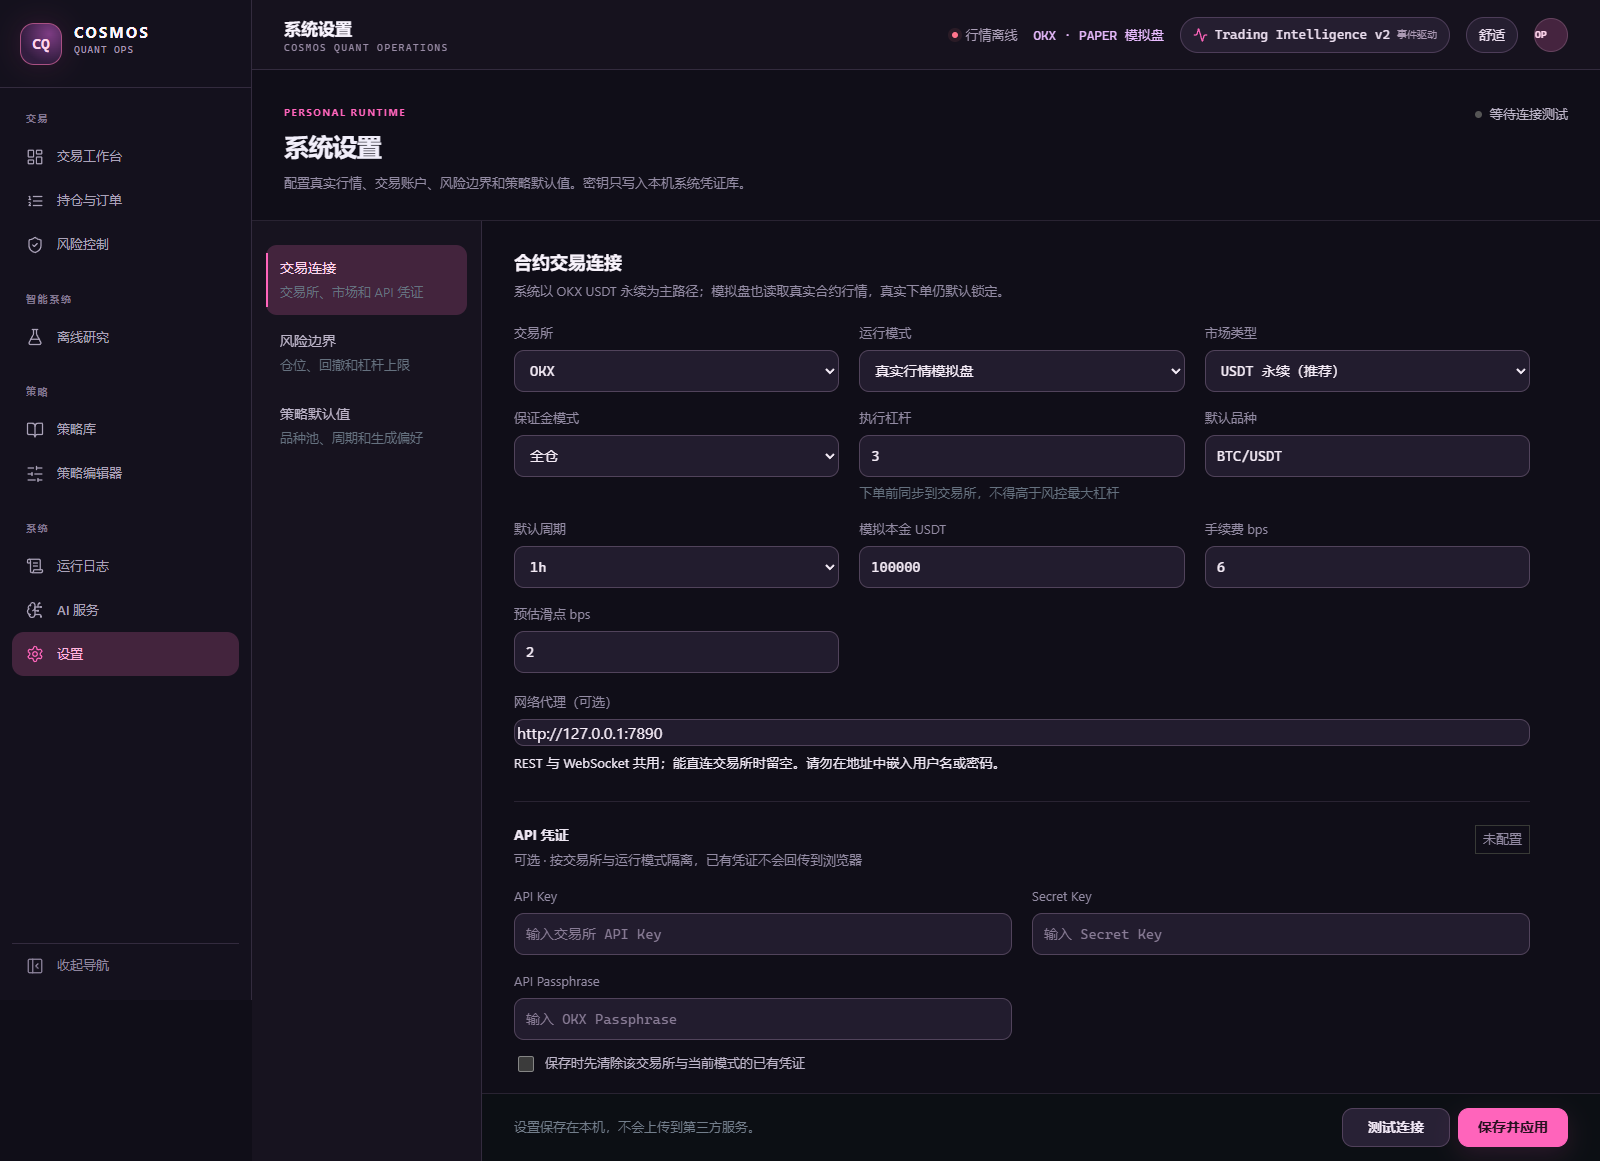 CQ
COSMOS
QUANT OPS
交易
交易工作台
持仓与订单
风险控制
智能系统
离线研究
策略
策略库
策略编辑器
系统
运行日志
AI 服务
设置
收起导航
系统设置
COSMOS QUANT OPERATIONS
行情离线
OKX · PAPER 模拟盘
Trading Intelligence v2 事件驱动
舒适
OP
PERSONAL RUNTIME
系统设置
配置真实行情、交易账户、风险边界和策略默认值。密钥只写入本机系统凭证库。
等待连接测试
交易连接
交易所、市场和 API 凭证
风险边界
仓位、回撤和杠杆上限
策略默认值
品种池、周期和生成偏好
合约交易连接
系统以 OKX USDT 永续为主路径；模拟盘也读取真实合约行情，真实下单仍默认锁定。
交易所
运行模式
市场类型
OKX
真实行情模拟盘
USDT 永续（推荐）
保证金模式
执行杠杆
默认品种
全仓
3
BTC/USDT
下单前同步到交易所，不得高于风控最大杠杆
默认周期
模拟本金 USDT
手续费 bps
1h
100000
6
预估滑点 bps
2
网络代理（可选）
http://127.0.0.1:7890
REST 与 WebSocket 共用；能直连交易所时留空。请勿在地址中嵌入用户名或密码。
API 凭证
未配置
可选 · 按交易所与运行模式隔离，已有凭证不会回传到浏览器
API Key
Secret Key
输入交易所 API Key
输入 Secret Key
API Passphrase
输入 OKX Passphrase
保存时先清除该交易所与当前模式的已有凭证
设置保存在本机，不会上传到第三方服务。
测试连接
保存并应用